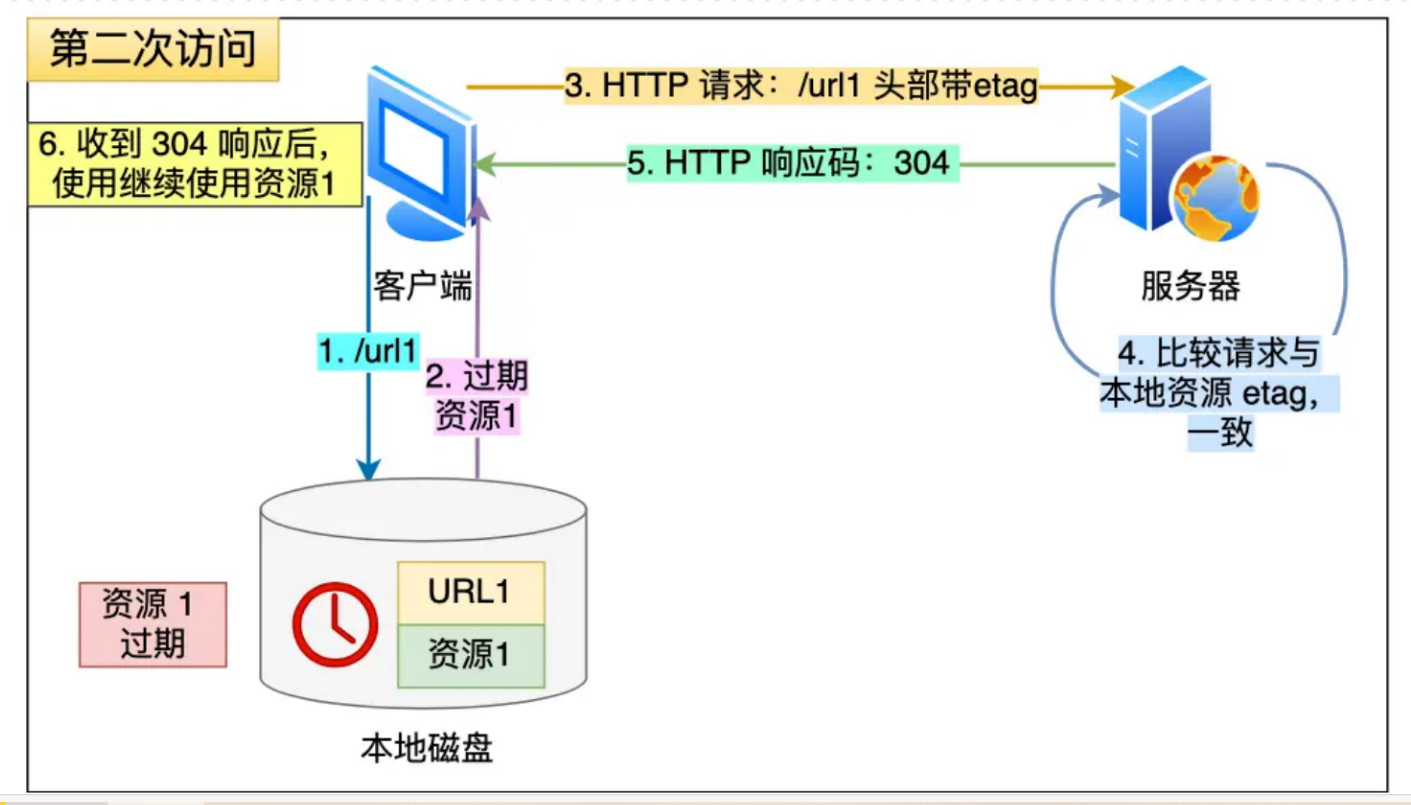 第二次访问
3. HTTP 请求：/url1 头部带etag
6. 收到 304 响应后，
使用继续使用资源1
5. HTTP 响应码：304
客户端
服务器
1. /url1
2. 过期
资源1
4. 比较请求与
本地资源 etag，
一致
URL1
资源1
资源 1
过期
本地磁盘